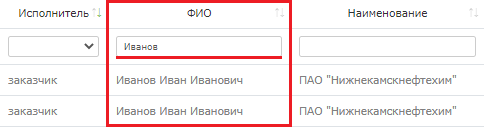 Исполнитель ФИО Наименование
Иванов
заказчик Иванов Иван Иванович ПАО "Нижнекамскнефтехим"
заказчик Иванов Иван Иванович ПАО "Нижнекамскнефтехим"